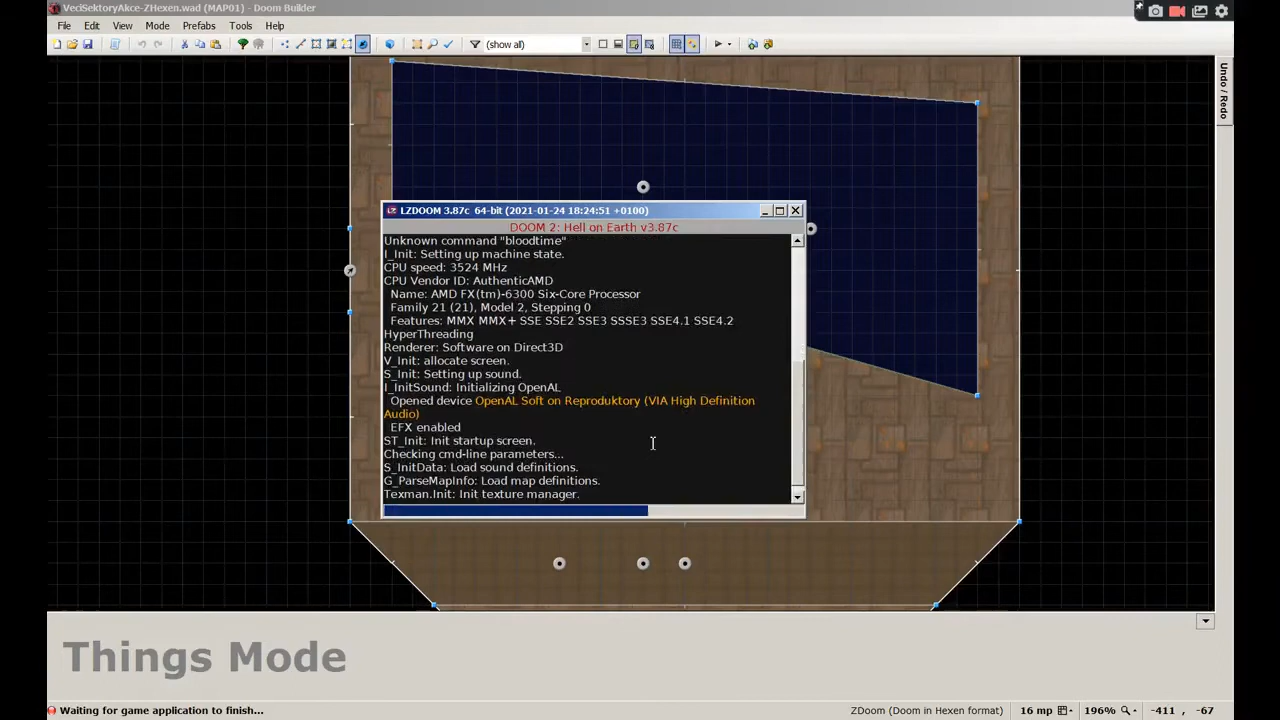 VeciSektoryAkce-ZHexen.wad (MAP01) - Doom Builder
File Edit View Mode Prefabs Tools Help
(show all)
Undo / Redo
LZDOOM 3.87c 64-bit (2021-01-24 18:24:51 +0100)
DOOM 2: Hell on Earth v3.87c
Unknown command "bloodtime"
I_Init: Setting up machine state.
CPU speed: 3524 MHz
CPU Vendor ID: AuthenticAMD
Name: AMD FX(tm)-6300 Six-Core Processor
Family 21 (21), Model 2, Stepping 0
Features: MMX MMX+ SSE SSE2 SSE3 SSSE3 SSE4.1 SSE4.2
HyperThreading
Renderer: Software on Direct3D
V_Init: allocate screen.
S_Init: Setting up sound.
I_InitSound: Initializing OpenAL
Opened device OpenAL Soft on Reproduktory (VIA High Definition
Audio)
EFX enabled
ST_Init: Init startup screen.
Checking cmd-line parameters...
S_InitData: Load sound definitions.
G_ParseMapInfo: Load map definitions.
Texman.Init: Init texture manager.
Things Mode
Waiting for game application to finish... ZDoom (Doom in Hexen format) 16 mp 196% -411 , -67